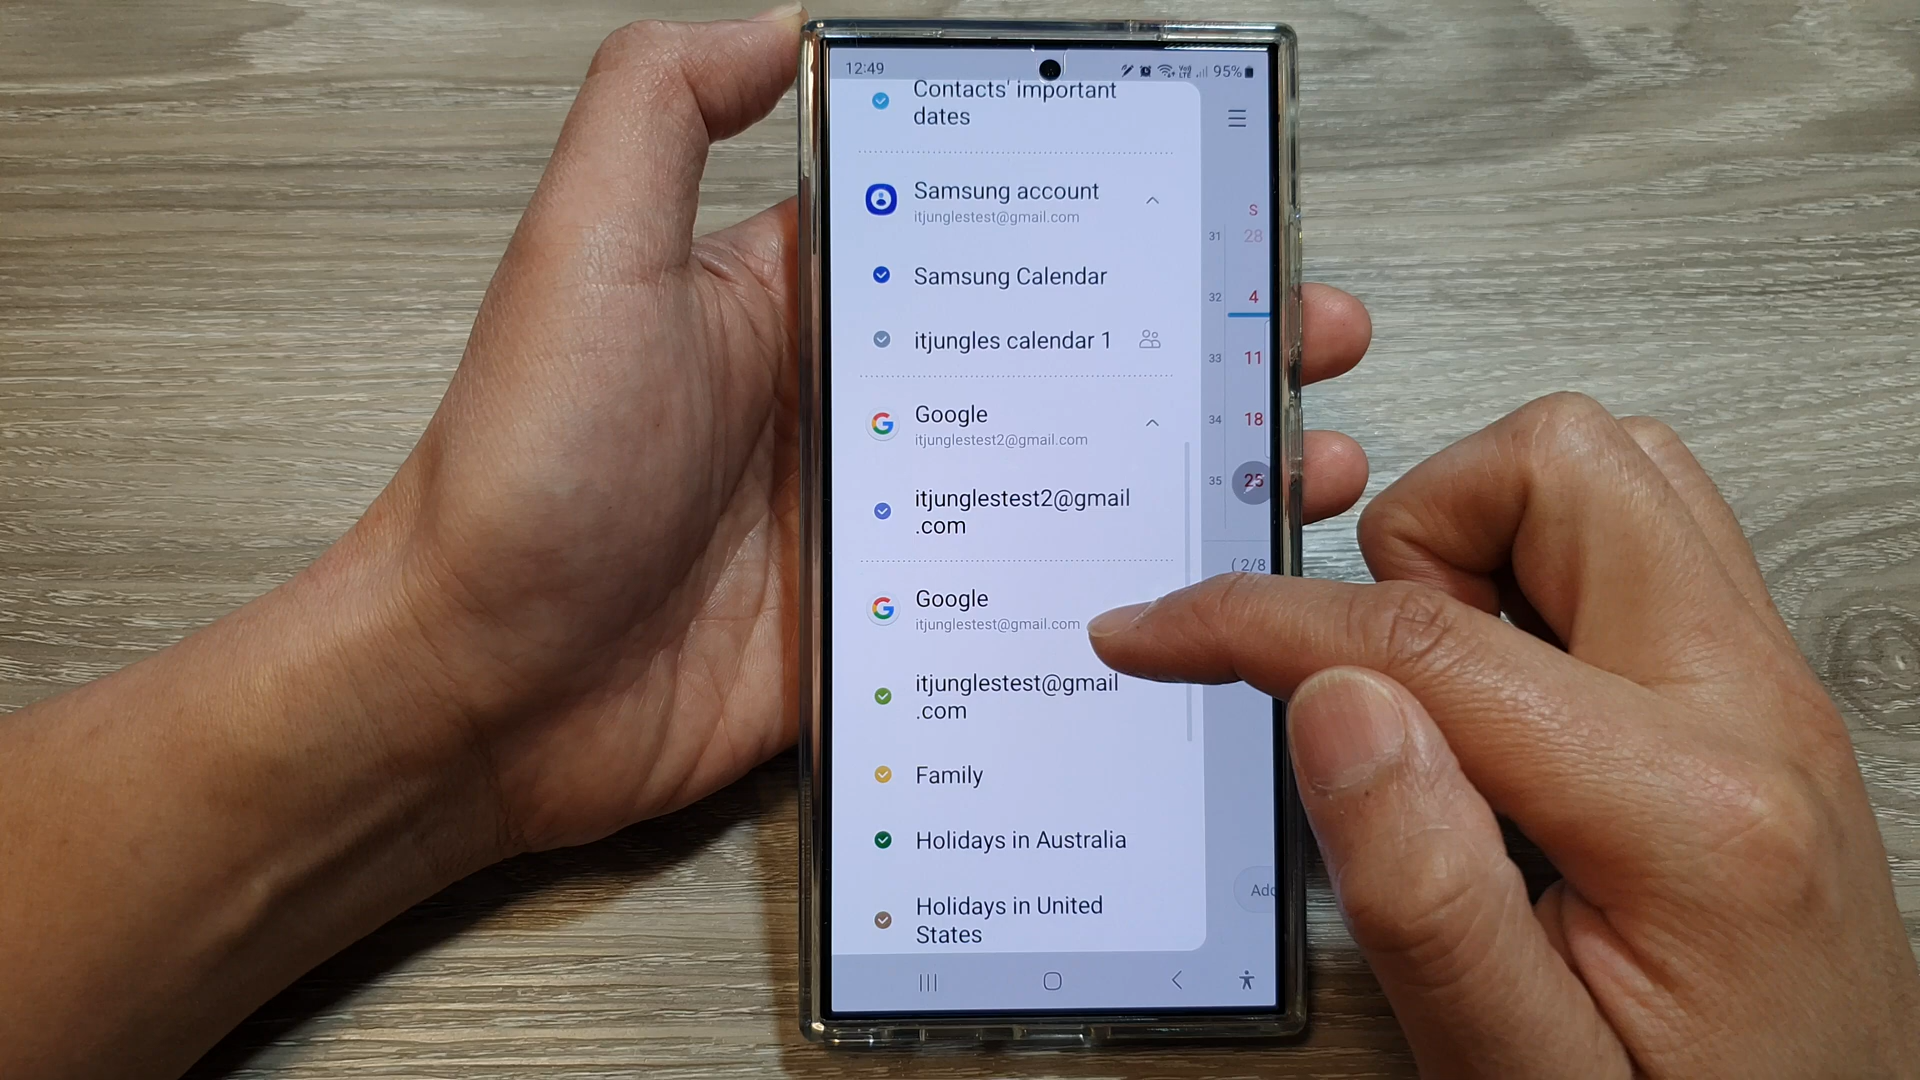 12:49
Vo))
LTE
95%
Contacts' important
dates
Samsung account
itjunglestest@gmail.com
Samsung Calendar
itjungles calendar 1
Google
itjunglestest2@gmail.com
itjunglestest2@gmail
.com
Google
itjunglestest@gmail.com
itjunglestest@gmail
.com
Family
Holidays in Australia
Holidays in United
States
S
31 28
32 4
33 11
34 18
35 25
(2/8
Add